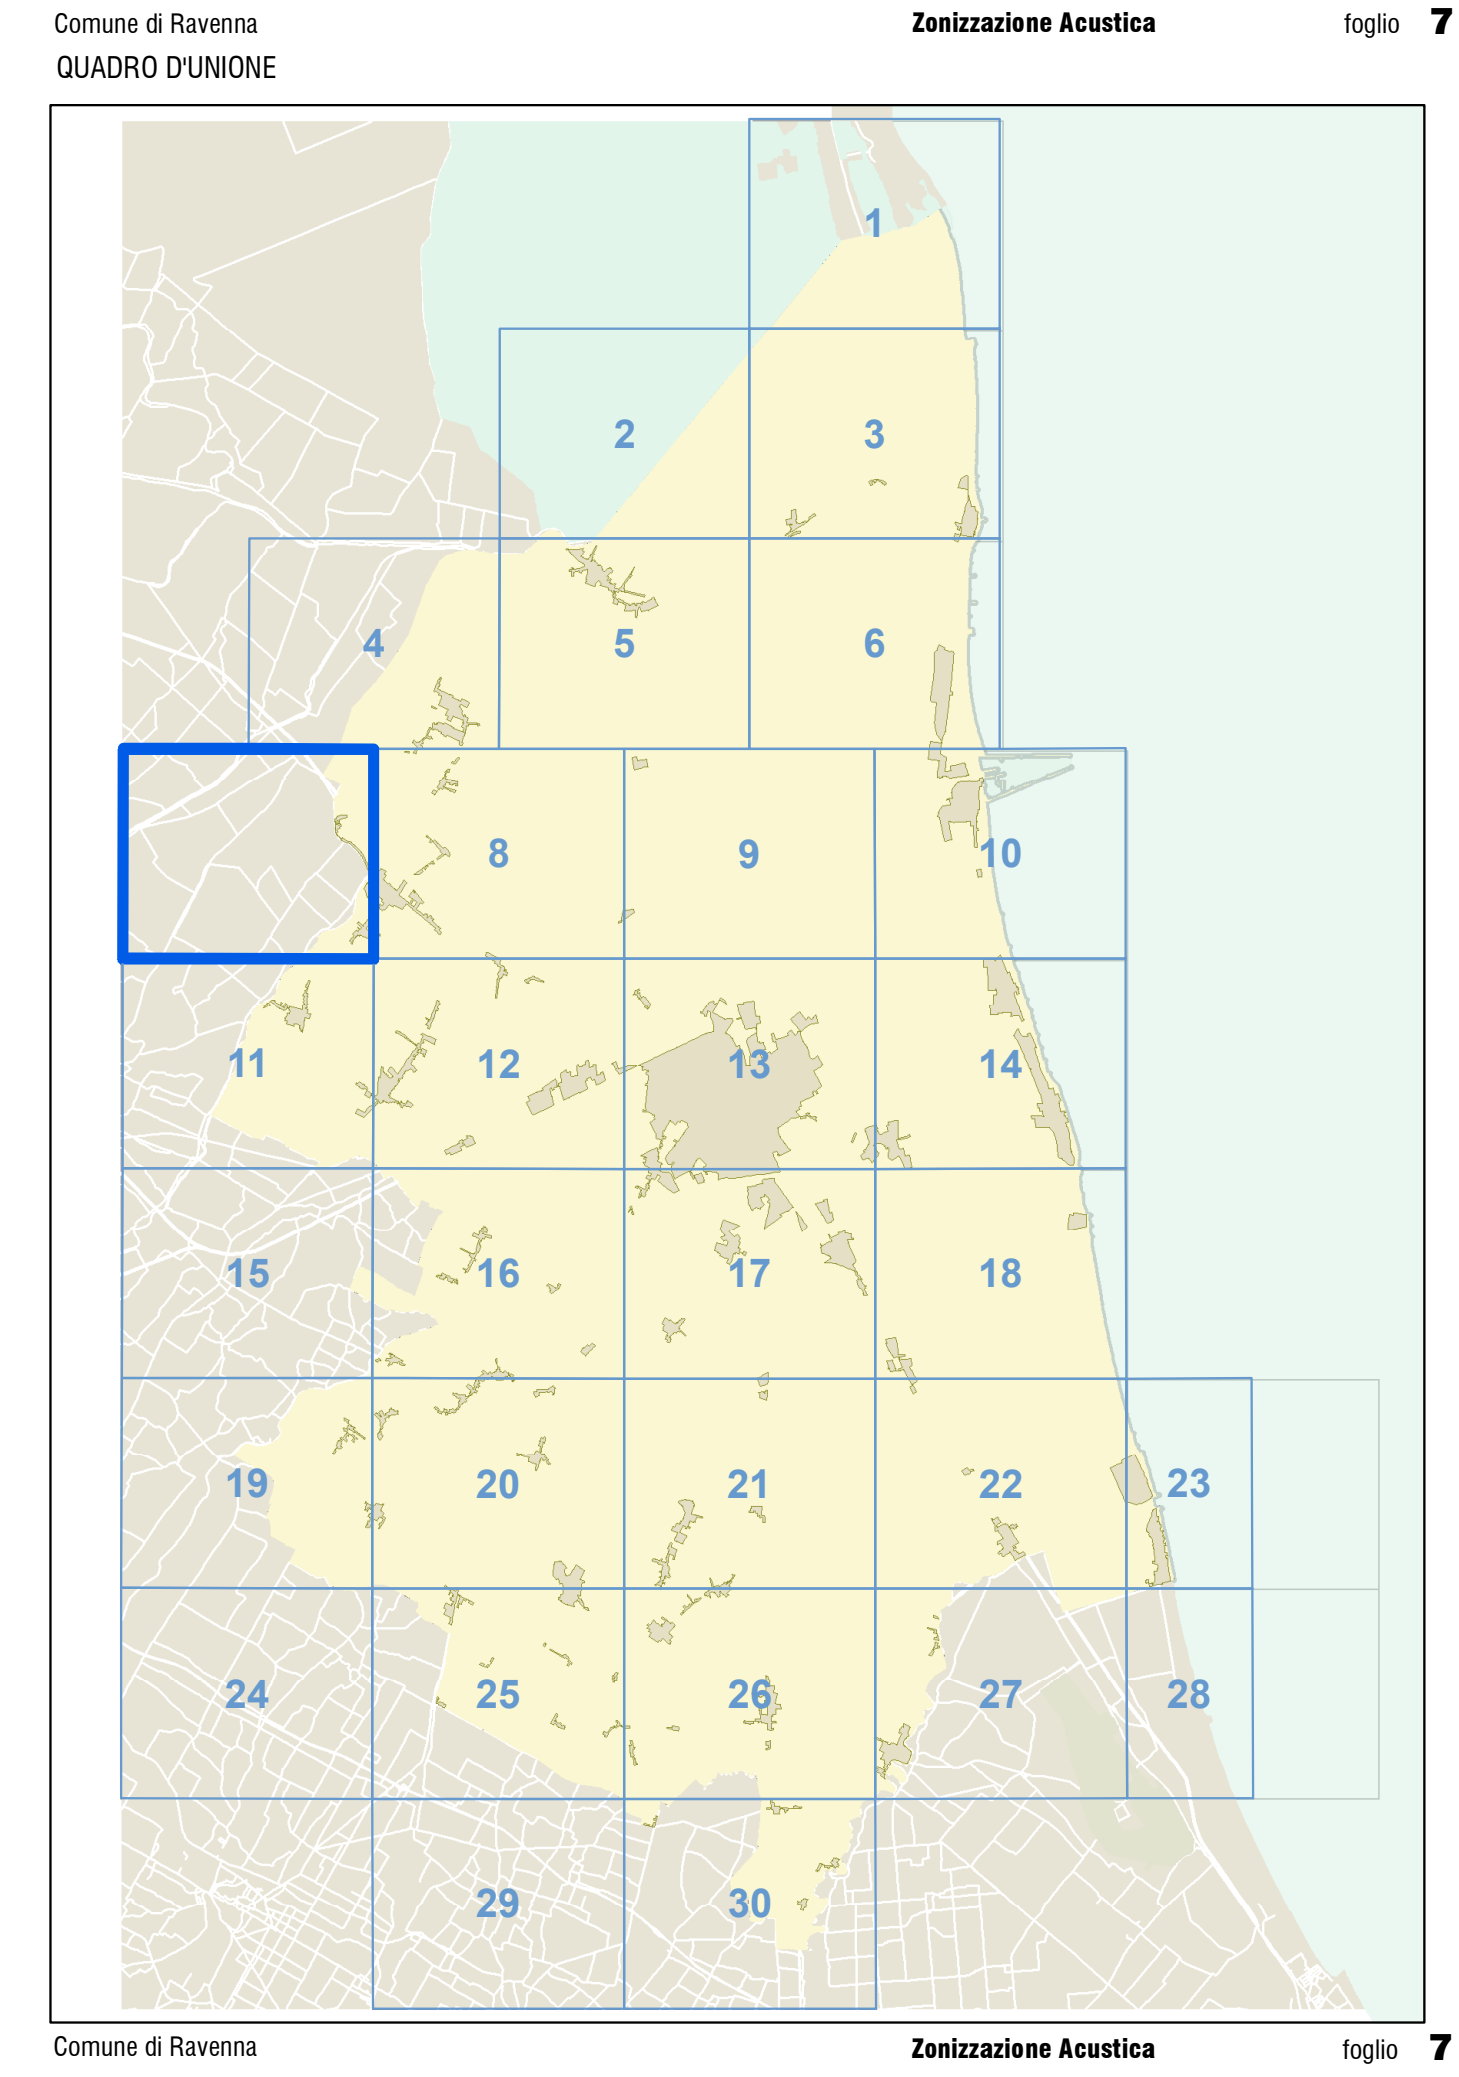 Comune di Ravenna Zonizzazione Acustica foglio 7
QUADRO D'UNIONE
1
2 3
4 5 6
8 9 10
11 12 13 14
15 16 17 18
19 20 21 22 23
24 25 26 27 28
29 30
Comune di Ravenna Zonizzazione Acustica foglio 7